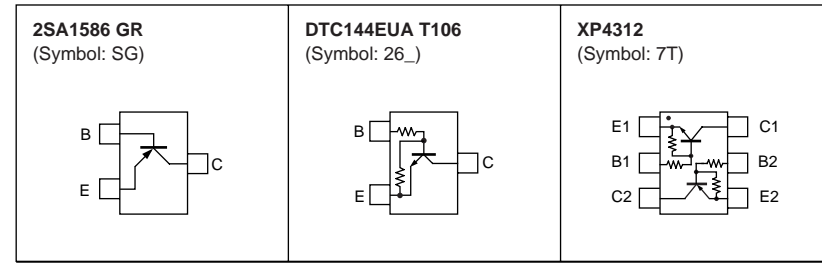 2SA1586 GR
(Symbol: SG)
B
E
C
DTC144EUA T106
(Symbol: 26_)
B
E
C
XP4312
(Symbol: 7T)
E1
C1
B1
B2
C2
E2